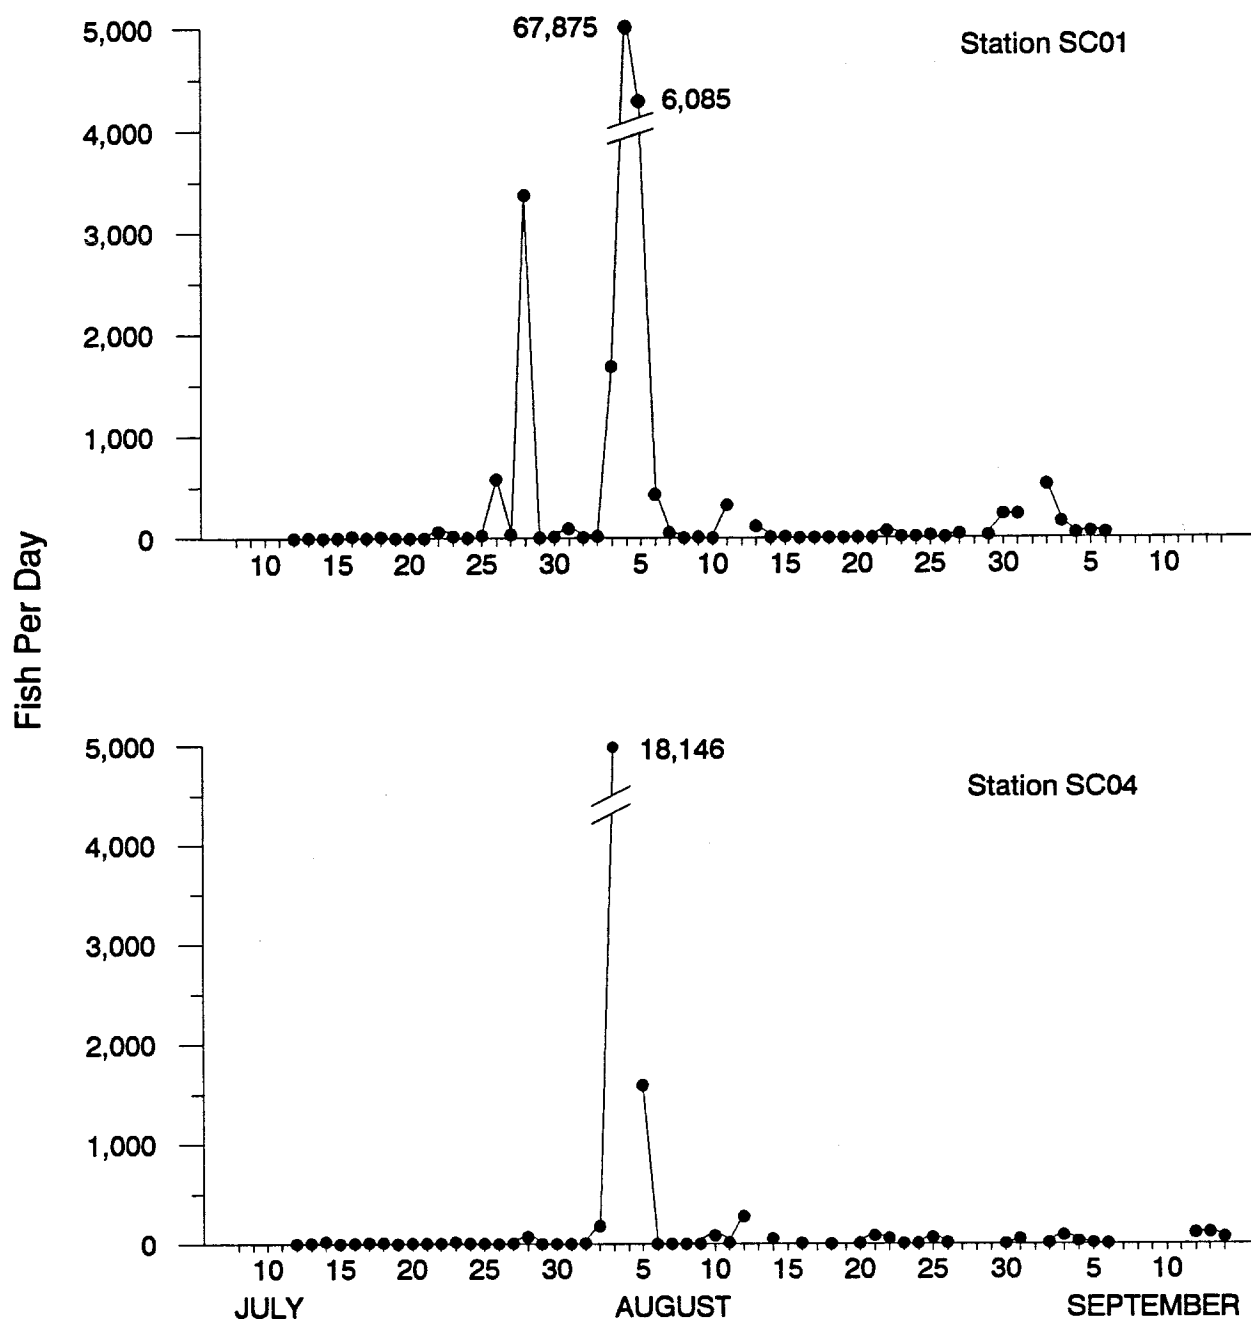 Fish Per Day
67,875
Station SC01
6,085
5,000
4,000
3,000
2,000
1,000
0
10 15 20 25 30 5 10 15 20 25 30 5 10
18,146
Station SC04
5,000
4,000
3,000
2,000
1,000
0
10 15 20 25 30 5 10 15 20 25 30 5 10
JULY AUGUST SEPTEMBER